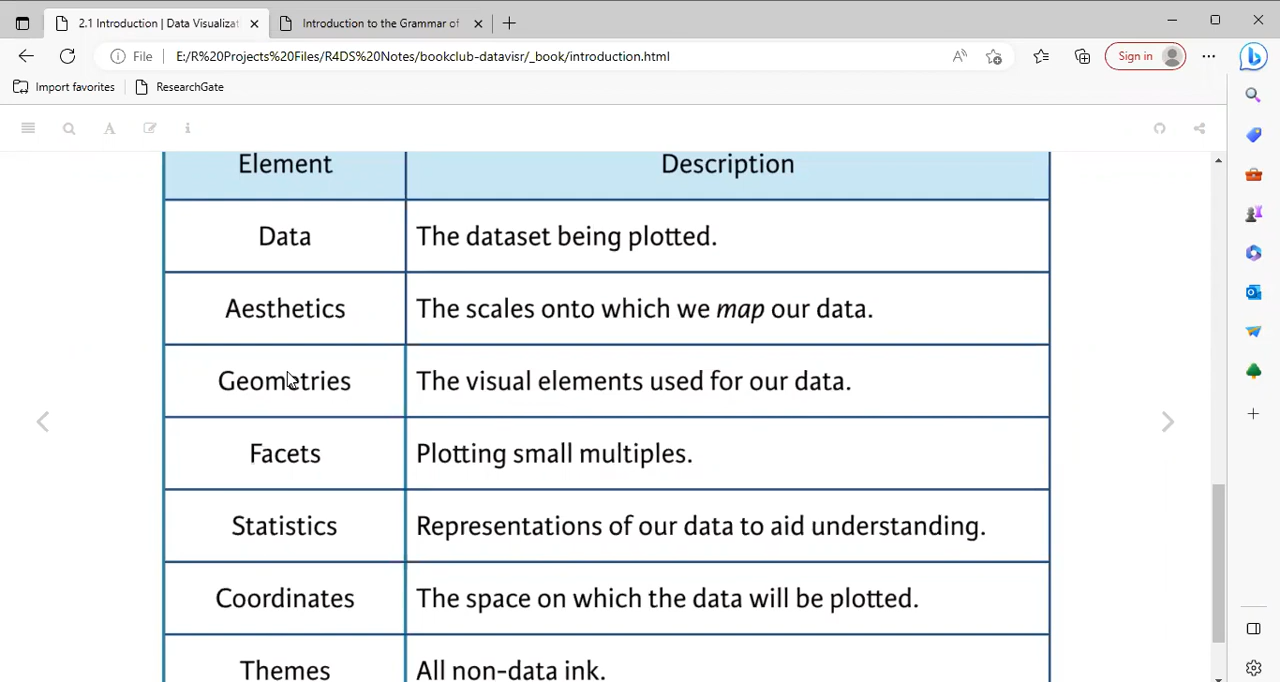 2.1 Introduction | Data Visualiza
Introduction to the Grammar of
File
E:/R%20Projects%20Files/R4DS%20Notes/bookclub-datavisr/_book/introduction.html
Sign in
Import favorites
ResearchGate
Element Description
Data The dataset being plotted.
Aesthetics The scales onto which we map our data.
Geometries The visual elements used for our data.
Facets Plotting small multiples.
Statistics Representations of our data to aid understanding.
Coordinates The space on which the data will be plotted.
Themes All non-data ink.